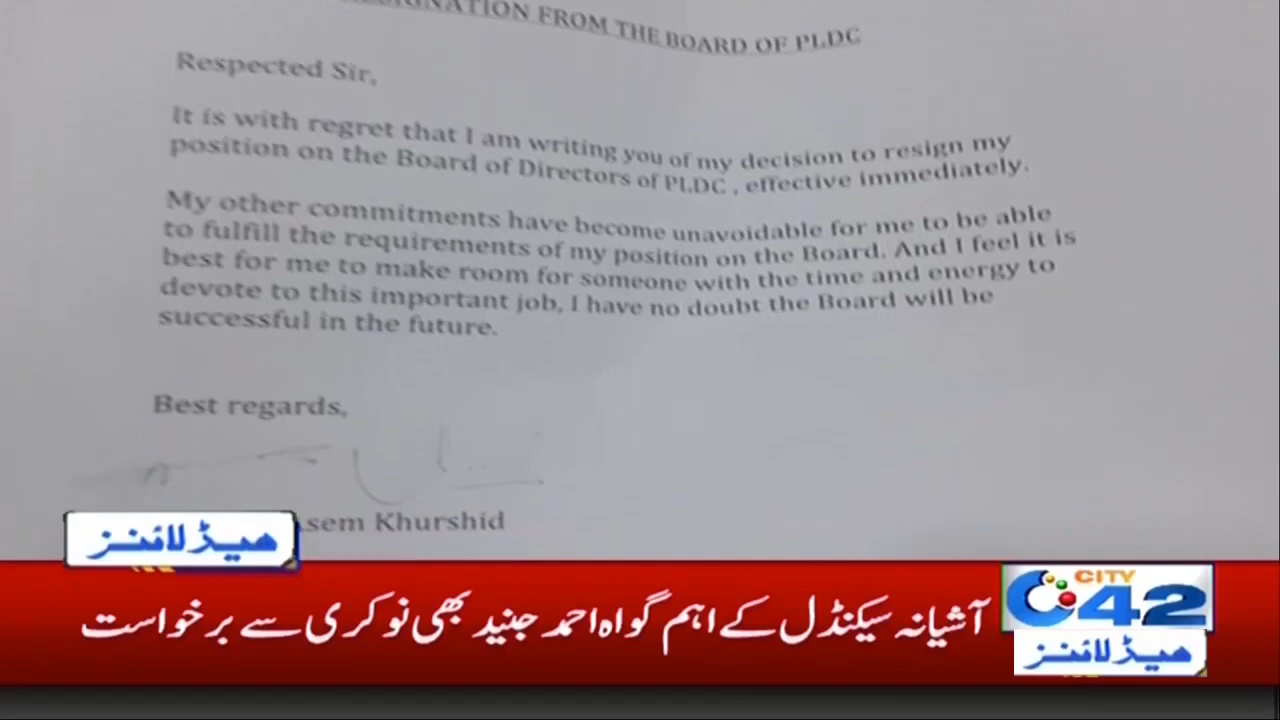 FROM THE BOARD OF PLDC
Respected Sir,
It is with regret that I am writing you of my decision to resign my
position on the Board of Directors of PLDC , effective immediately.
My other commitments have become unavoidable for me to be able
to fulfill the requirements of my position on the Board. And I feel it is
best for me to make room for someone with the time and energy to
devote to this important job, I have no doubt the Board will be
successful in the future.
Best regards,
Khurshid
ہیڈلائنز
CITY
42
آشیانہ سیکنڈل کے اہم گواہ احمد جنید بھی نوکری سے برخواست
ہیڈلائنز